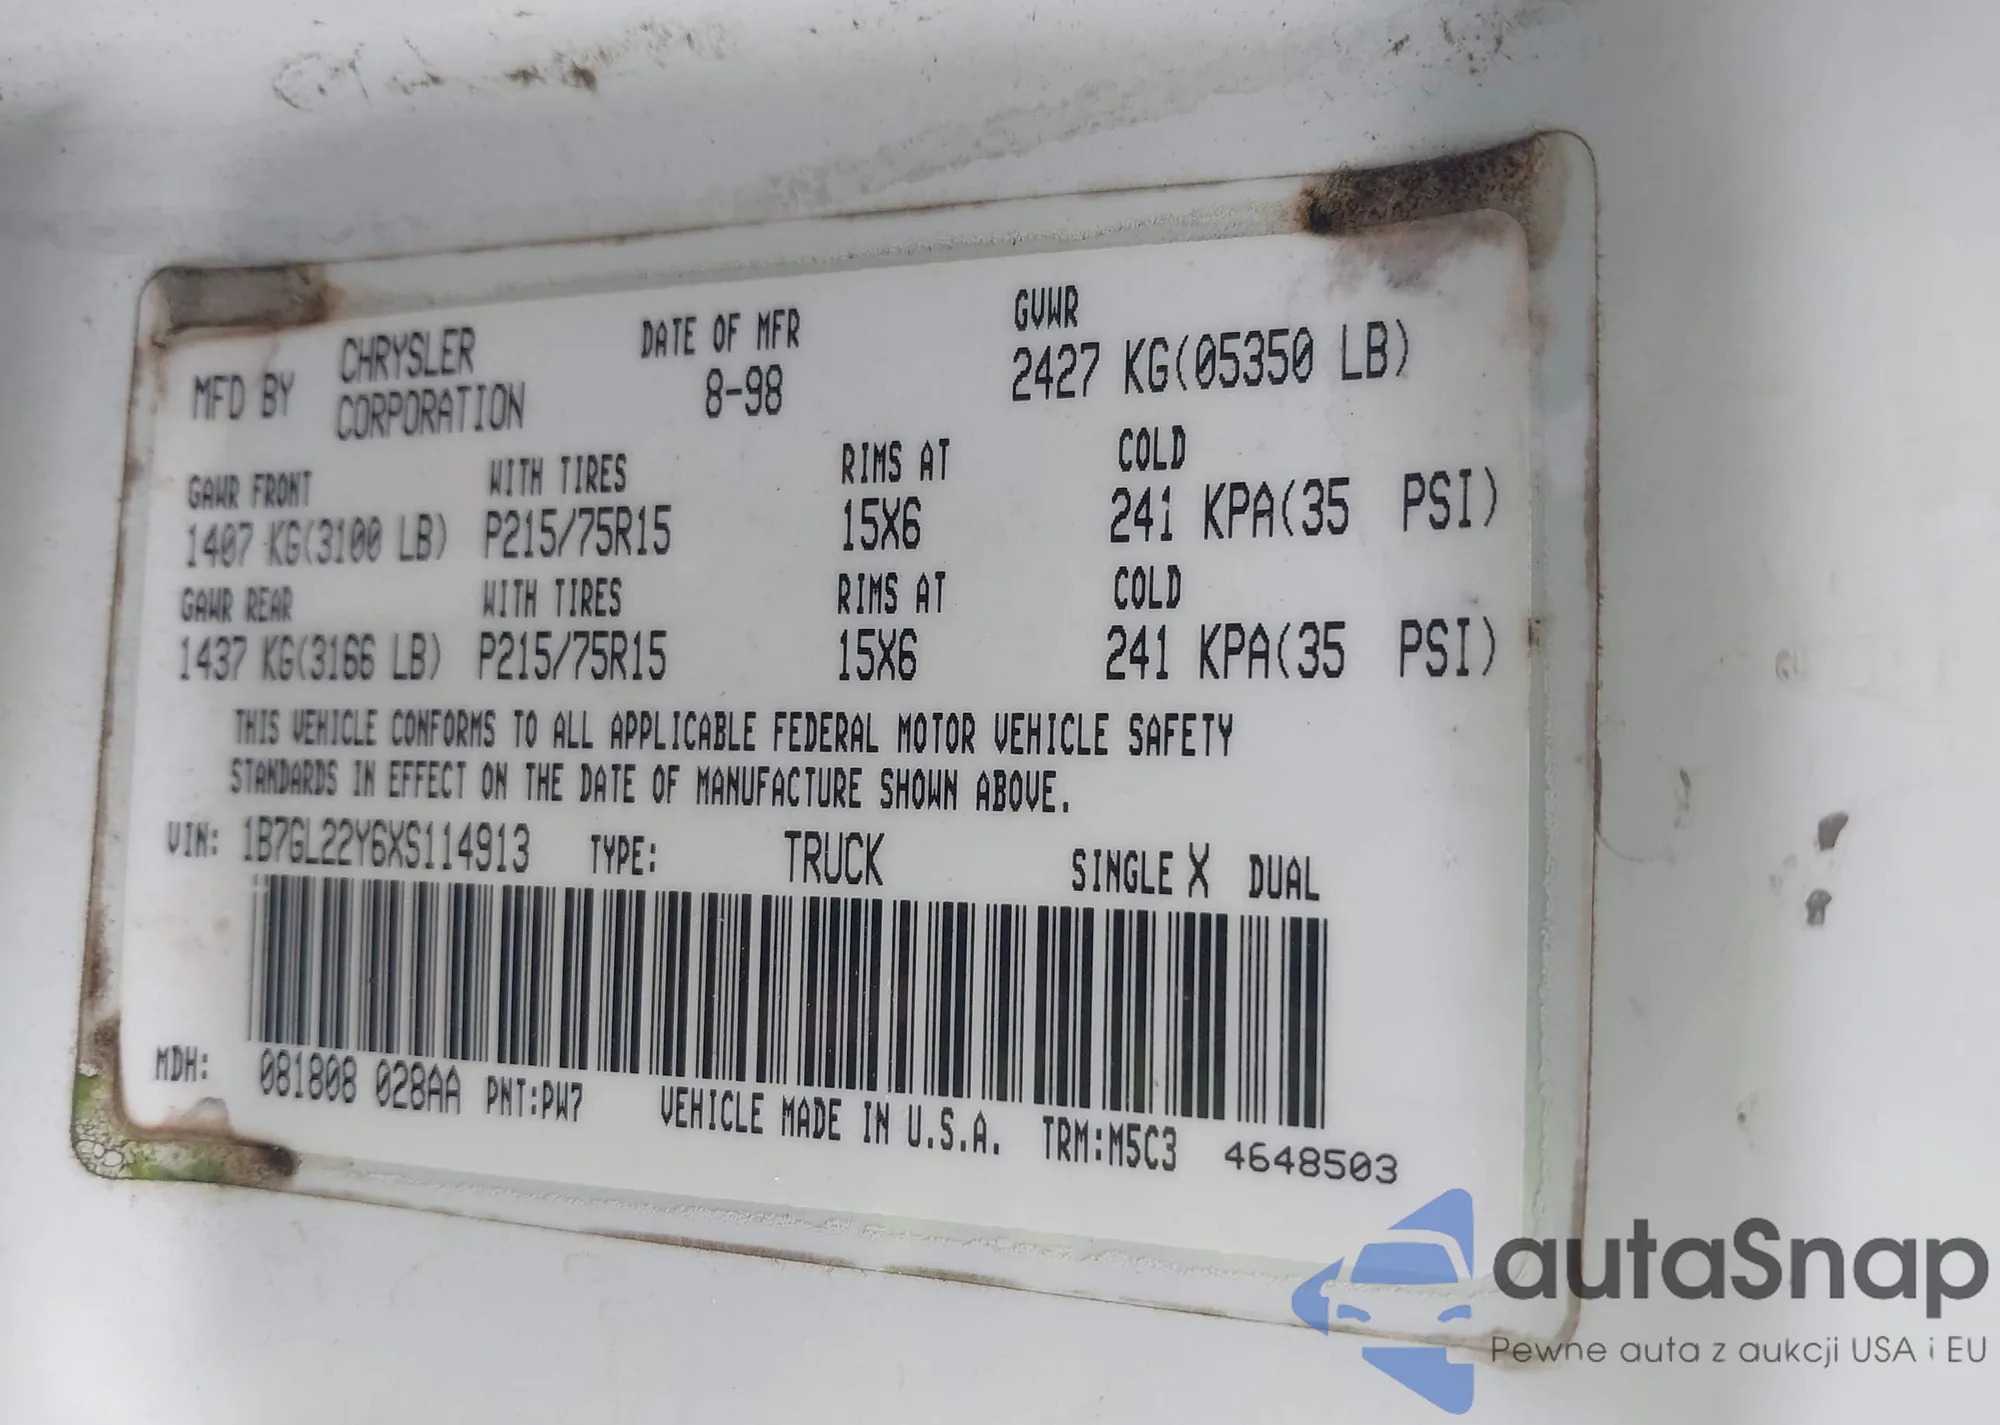 MFD BY CHRYSLER CORPORATION DATE OF MFR 8-98 GVWR 2427 KG(05350 LB)
GAWR FRONT WITH TIRES RIMS AT COLD
1407 KG(3100 LB) P215/75R15 15X6 241 KPA(35 PSI)
GAWR REAR WITH TIRES RIMS AT COLD
1437 KG(3166 LB) P215/75R15 15X6 241 KPA(35 PSI)
THIS VEHICLE CONFORMS TO ALL APPLICABLE FEDERAL MOTOR VEHICLE SAFETY
STANDARDS IN EFFECT ON THE DATE OF MANUFACTURE SHOWN ABOVE.
VIN: 1B7GL22Y6XS114913 TYPE: TRUCK SINGLE X DUAL
MDH: 081808 028AA PNT:PW7 VEHICLE MADE IN U.S.A. TRM:M5C3 4648503
autaSnap
Pewne auta z aukcji USA i EU